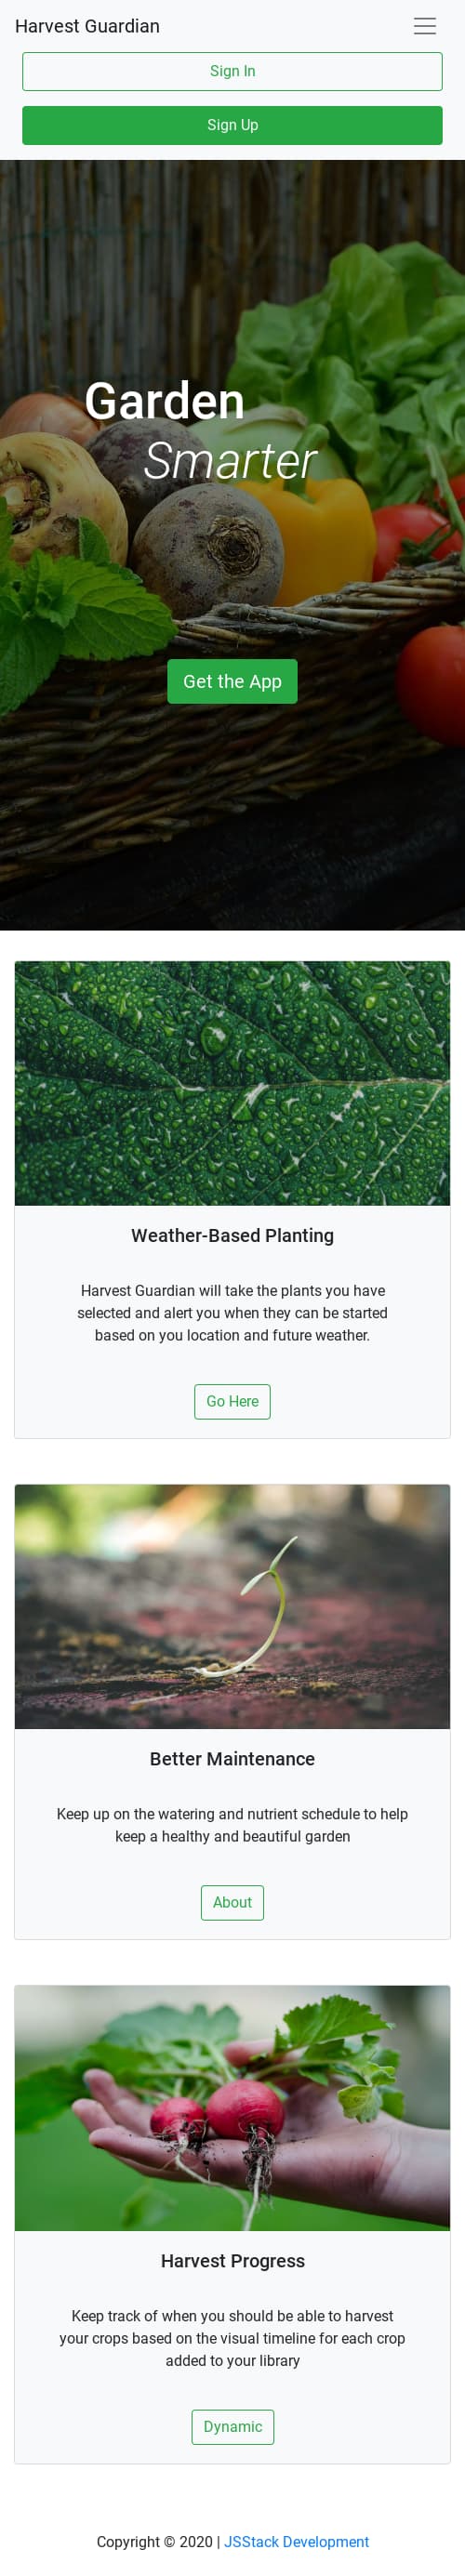 Harvest Guardian
Sign In
Sign Up
Garden
Smarter
Get the App
Weather-Based Planting
Harvest Guardian will take the plants you have
selected and alert you when they can be started
based on you location and future weather.
Go Here
Better Maintenance
Keep up on the watering and nutrient schedule to help
keep a healthy and beautiful garden
About
Harvest Progress
Keep track of when you should be able to harvest
your crops based on the visual timeline for each crop
added to your library
Dynamic
Copyright © 2020 | JSStack Development